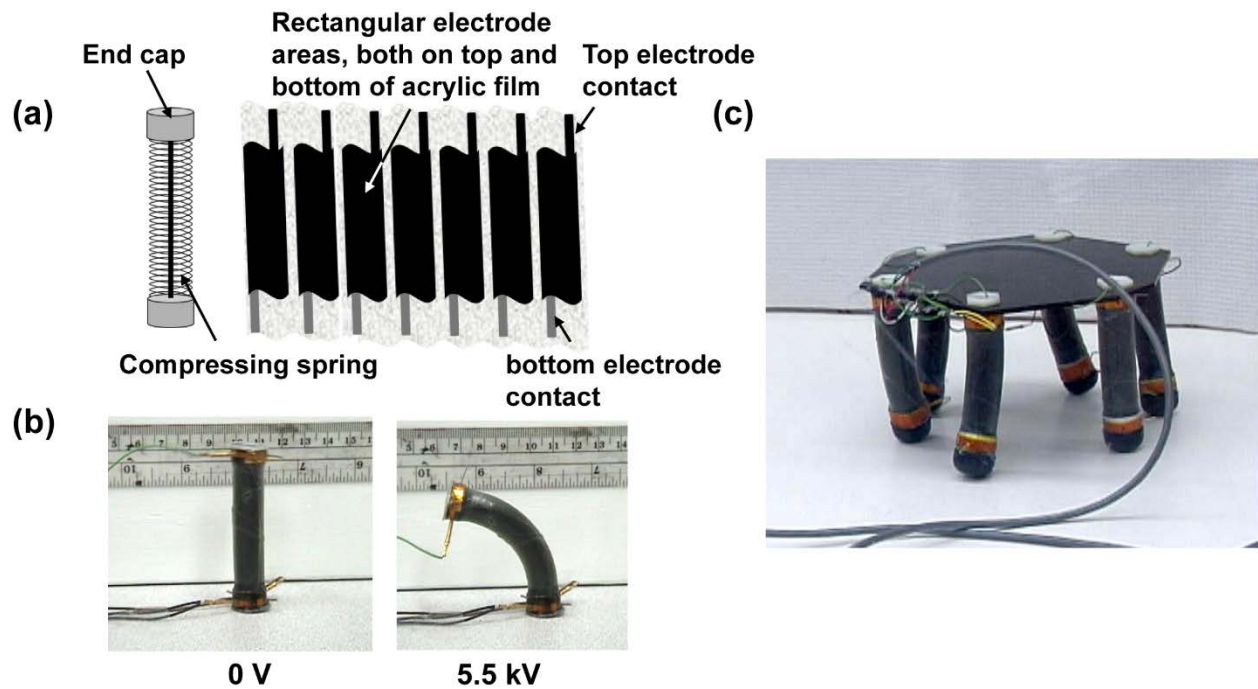 (a)
End cap
Rectangular electrode
areas, both on top and
bottom of acrylic film
Top electrode
contact
Compressing spring
bottom electrode
contact
(b)
0 V
5.5 kV
(c)